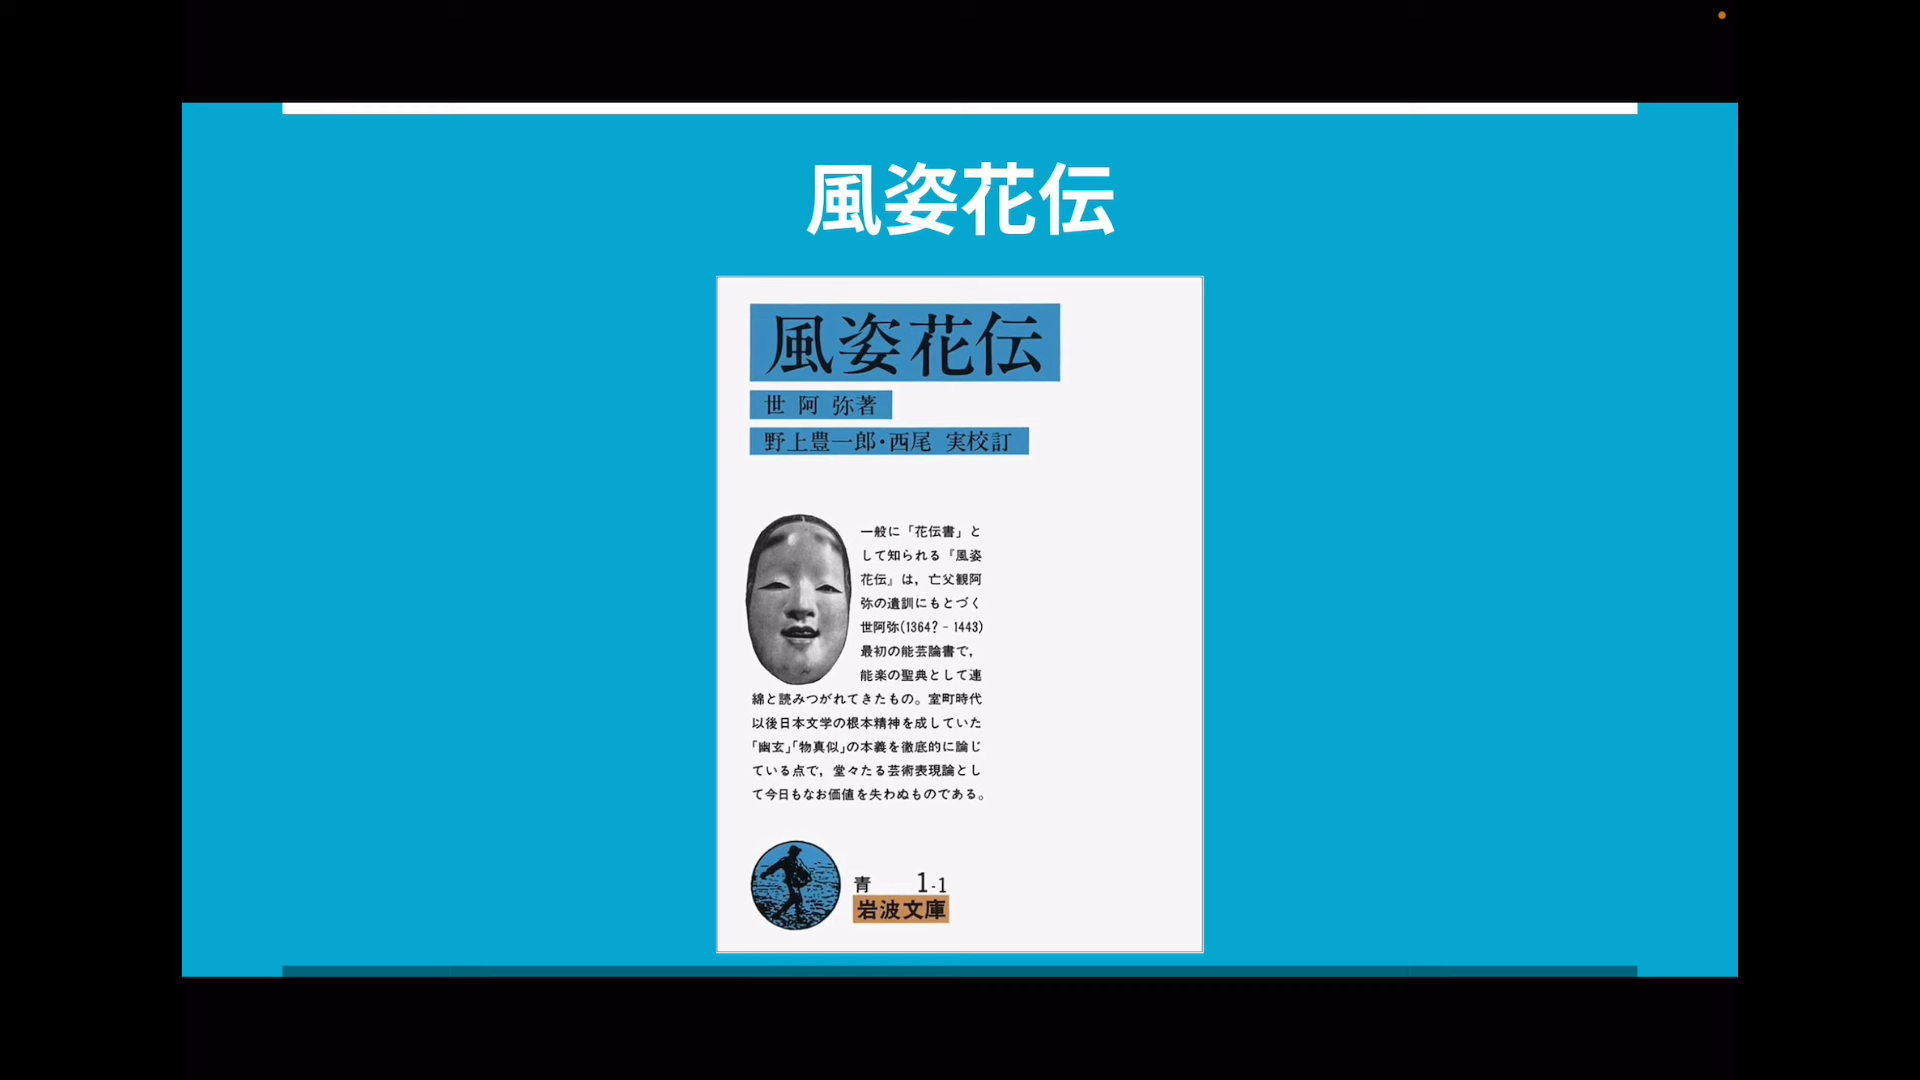 風姿花伝
風姿花伝
世阿弥著
野上豊一郎・西尾 実校訂
一般に「花伝書」と
して知られる『風姿
花伝』は，亡父観阿
弥の遺訓にもとづく
世阿弥(1364?－1443)
最初の能芸論書で，
能楽の聖典として連
綿と読みつがれてきたもの。室町時代
以後日本文学の根本精神を成していた
「幽玄」「物真似」の本義を徹底的に論じ
ている点で，堂々たる芸術表現論とし
て今日もなお価値を失わぬものである。
青 1-1
岩波文庫